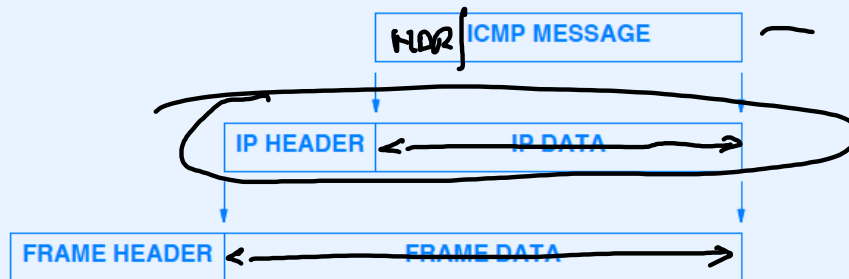 HDR ICMP MESSAGE
IP HEADER IP DATA
FRAME HEADER FRAME DATA